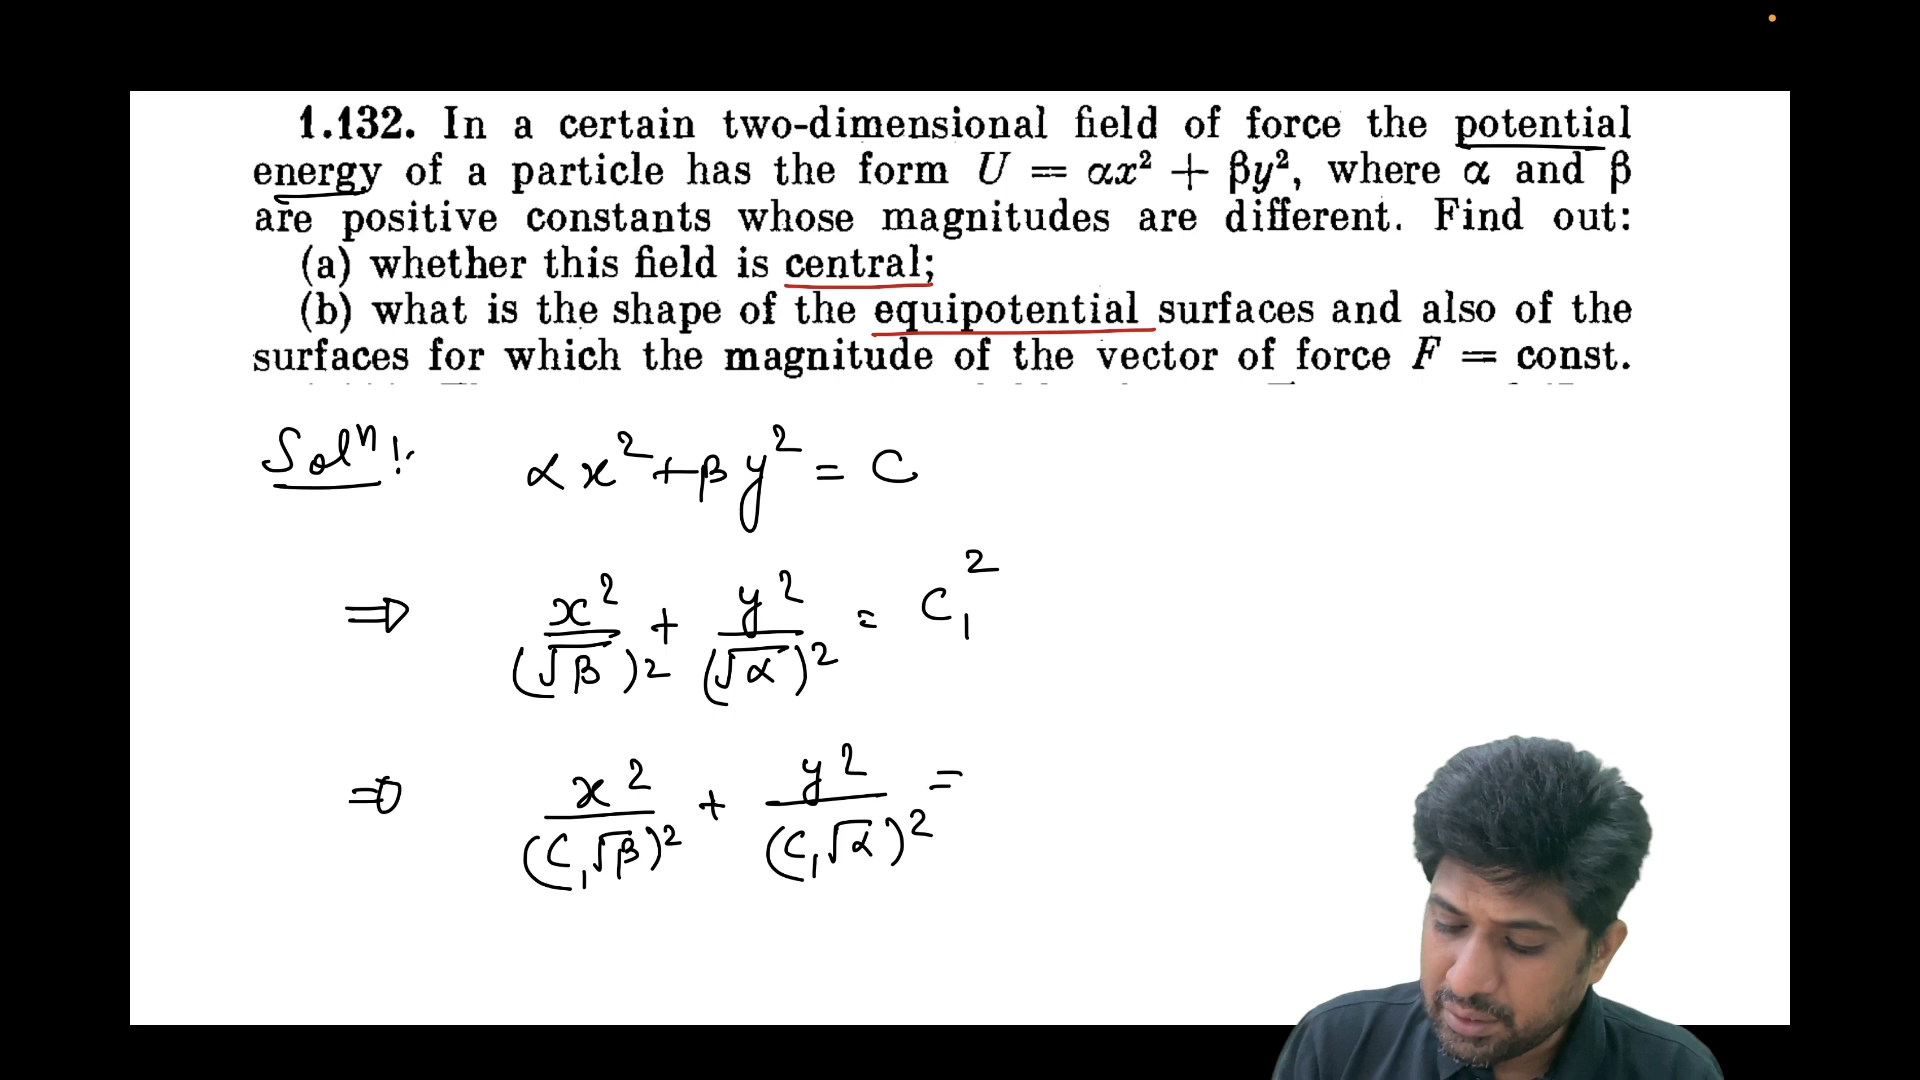 1.132. In a certain two-dimensional field of force the potential
energy of a particle has the form U = αx² + βy², where α and β
are positive constants whose magnitudes are different. Find out:
(a) whether this field is central;
(b) what is the shape of the equipotential surfaces and also of the
surfaces for which the magnitude of the vector of force F = const.
Solⁿ:- αx² + βy² = C
⇒ x²/(√β)² + y²/(√α)² = C₁²
⇒ x²/(C₁√β)² + y²/(C₁√α)² =